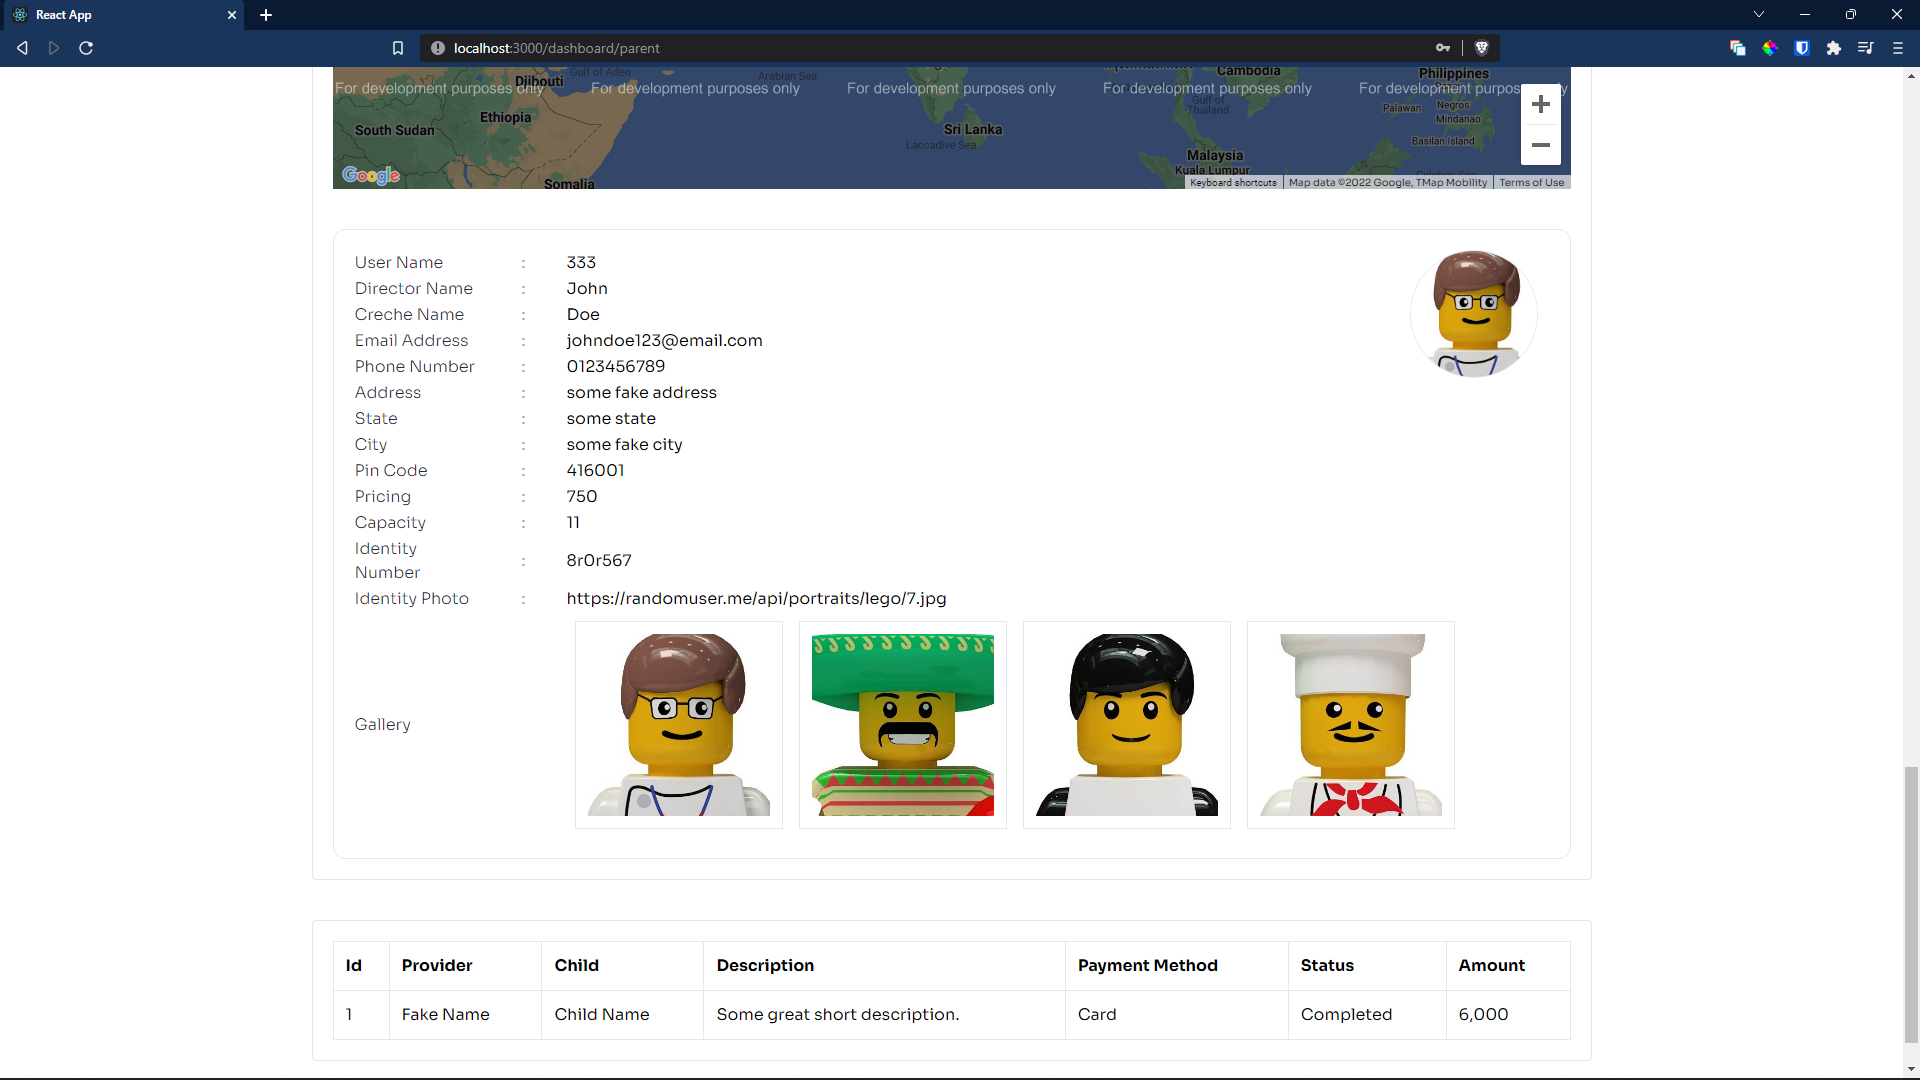 React App
localhost:3000/dashboard/parent
Gulf of Aden
Djibouti
Arabian Sea
Cambodia
Philippines
For development purposes only For development purposes only For development purposes only For development purposes only For development purpos
Ethiopia
Gulf of
Thailand
Palawan
Negros
Mindanao
South Sudan
Sri Lanka
Laccadive Sea
Basilan Island
Malaysia
Kuala Lumpur
Google
Somalia
Keyboard shortcuts Map data ©2022 Google, TMap Mobility Terms of Use
User Name : 333
Director Name : John
Creche Name : Doe
Email Address : johndoe123@email.com
Phone Number : 0123456789
Address : some fake address
State : some state
City : some fake city
Pin Code : 416001
Pricing : 750
Capacity : 11
Identity
Number : 8r0r567
Identity Photo : https://randomuser.me/api/portraits/lego/7.jpg
Gallery
Id Provider Child Description Payment Method Status Amount
1 Fake Name Child Name Some great short description. Card Completed 6,000